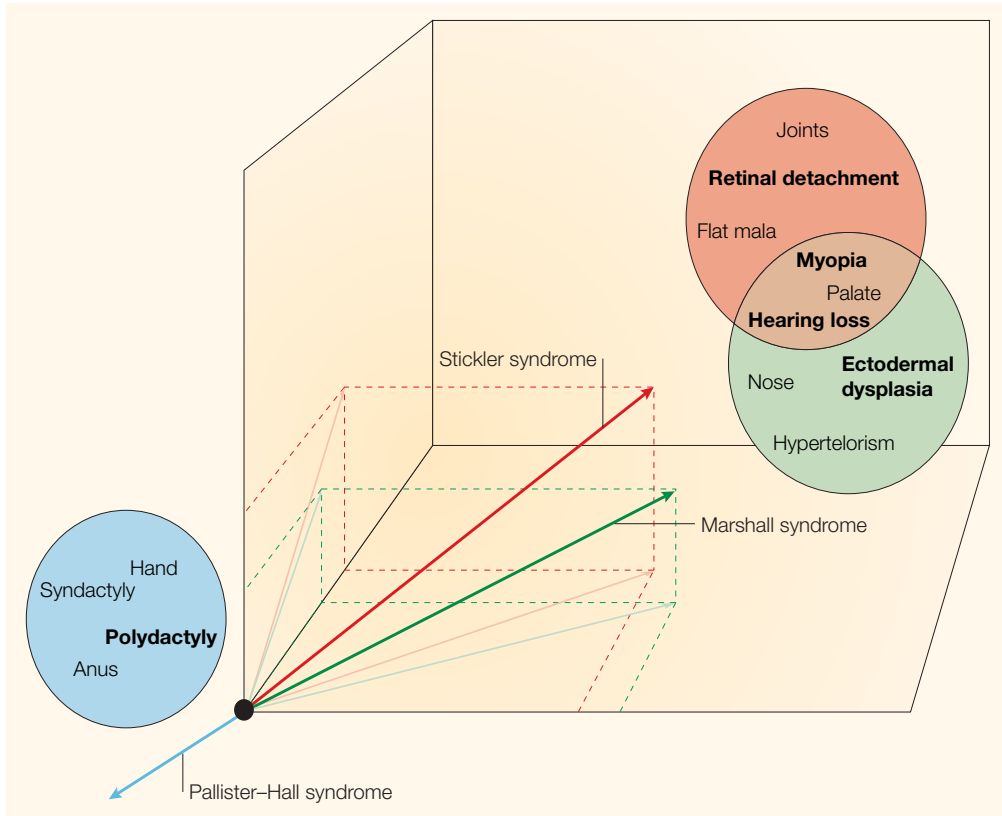 Joints
Retinal detachment
Flat mala
Myopia
Palate
Hearing loss
Stickler syndrome
Ectodermal
dysplasia
Nose
Hypertelorism
Marshall syndrome
Hand
Syndactyly
Polydactyly
Anus
Pallister–Hall syndrome